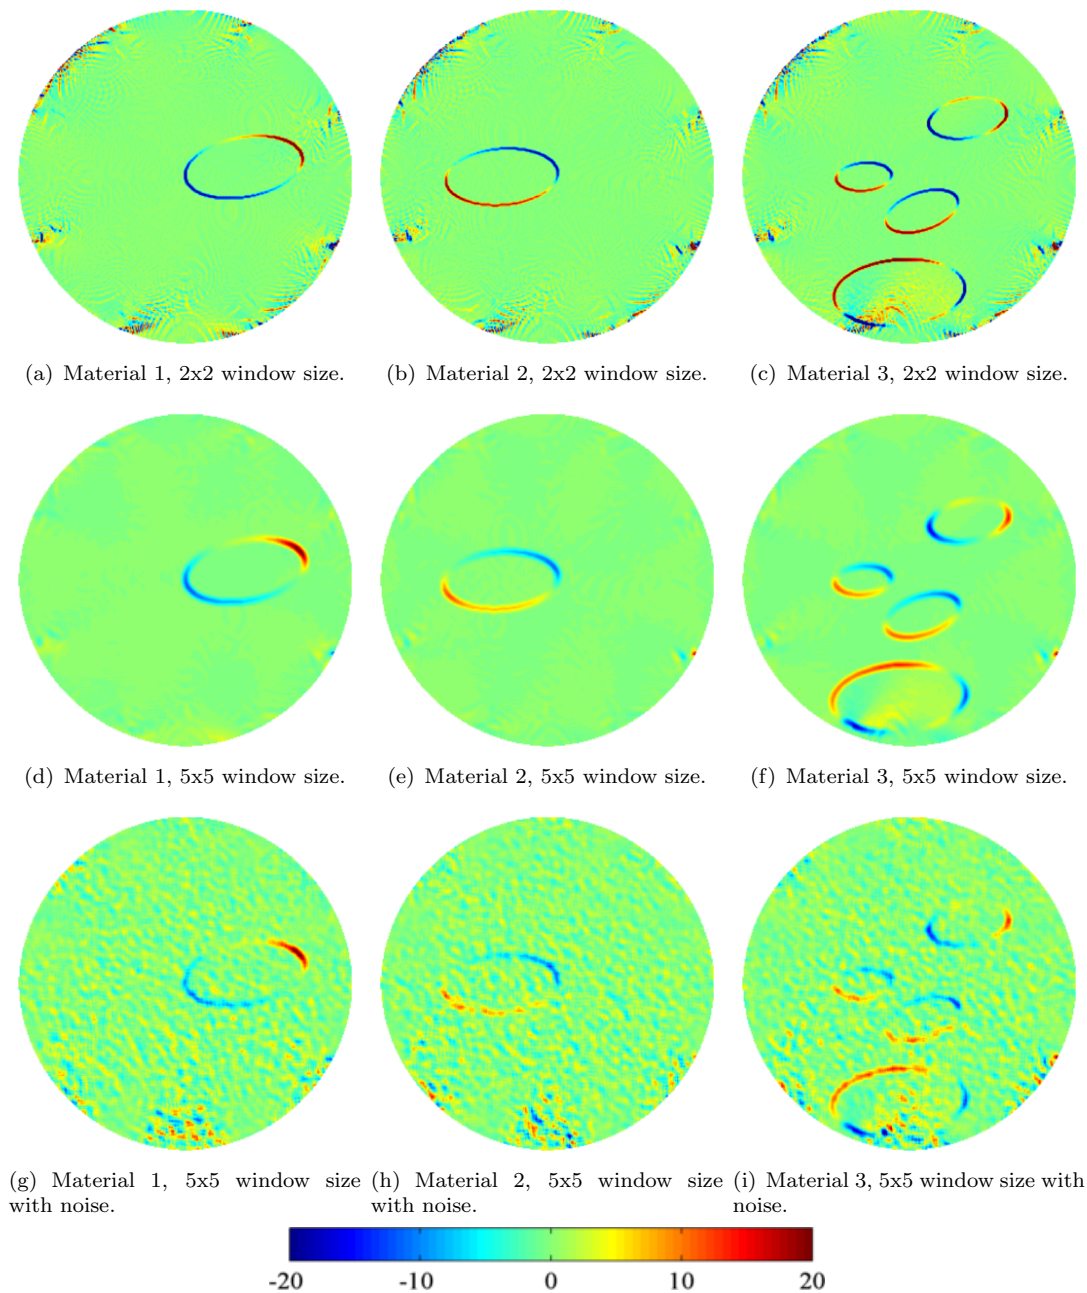 (a) Material 1, 2x2 window size.
(b) Material 2, 2x2 window size.
(c) Material 3, 2x2 window size.
(d) Material 1, 5x5 window size.
(e) Material 2, 5x5 window size.
(f) Material 3, 5x5 window size.
(g) Material 1, 5x5 window size
with noise.
(h) Material 2, 5x5 window size
with noise.
(i) Material 3, 5x5 window size with
noise.
-20 -10 0 10 20